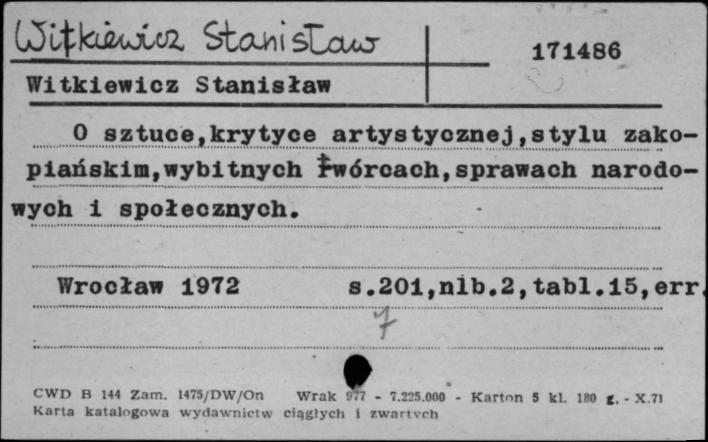 Witkiewicz Stanisław
171486
Witkiewicz Stanisław
O sztuce,krytyce artystycznej,stylu zako-
piańskim,wybitnych twórcach,sprawach narodo-
wych i społecznych.
Wrocław 1972 s.201,nlb.2,tabl.15,err.
7
CWD B 144 Zam. 1475/DW/On Wrak 977 - 7.225.000 - Karton 5 kl. 180 g. - X.71
Karta katalogowa wydawnictw ciągłych i zwartych